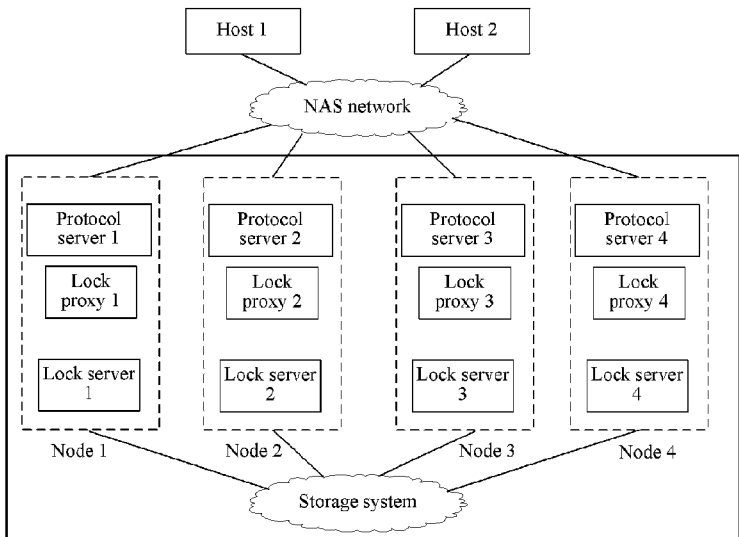 Host 1
Host 2
NAS network
Protocol
server 1
Protocol
server 2
Protocol
server 3
Protocol
server 4
Lock
proxy 1
Lock
proxy 2
Lock
proxy 3
Lock
proxy 4
Lock server
1
Lock server
2
Lock server
3
Lock server
4
Node 1
Node 2
Node 3
Node 4
Storage system